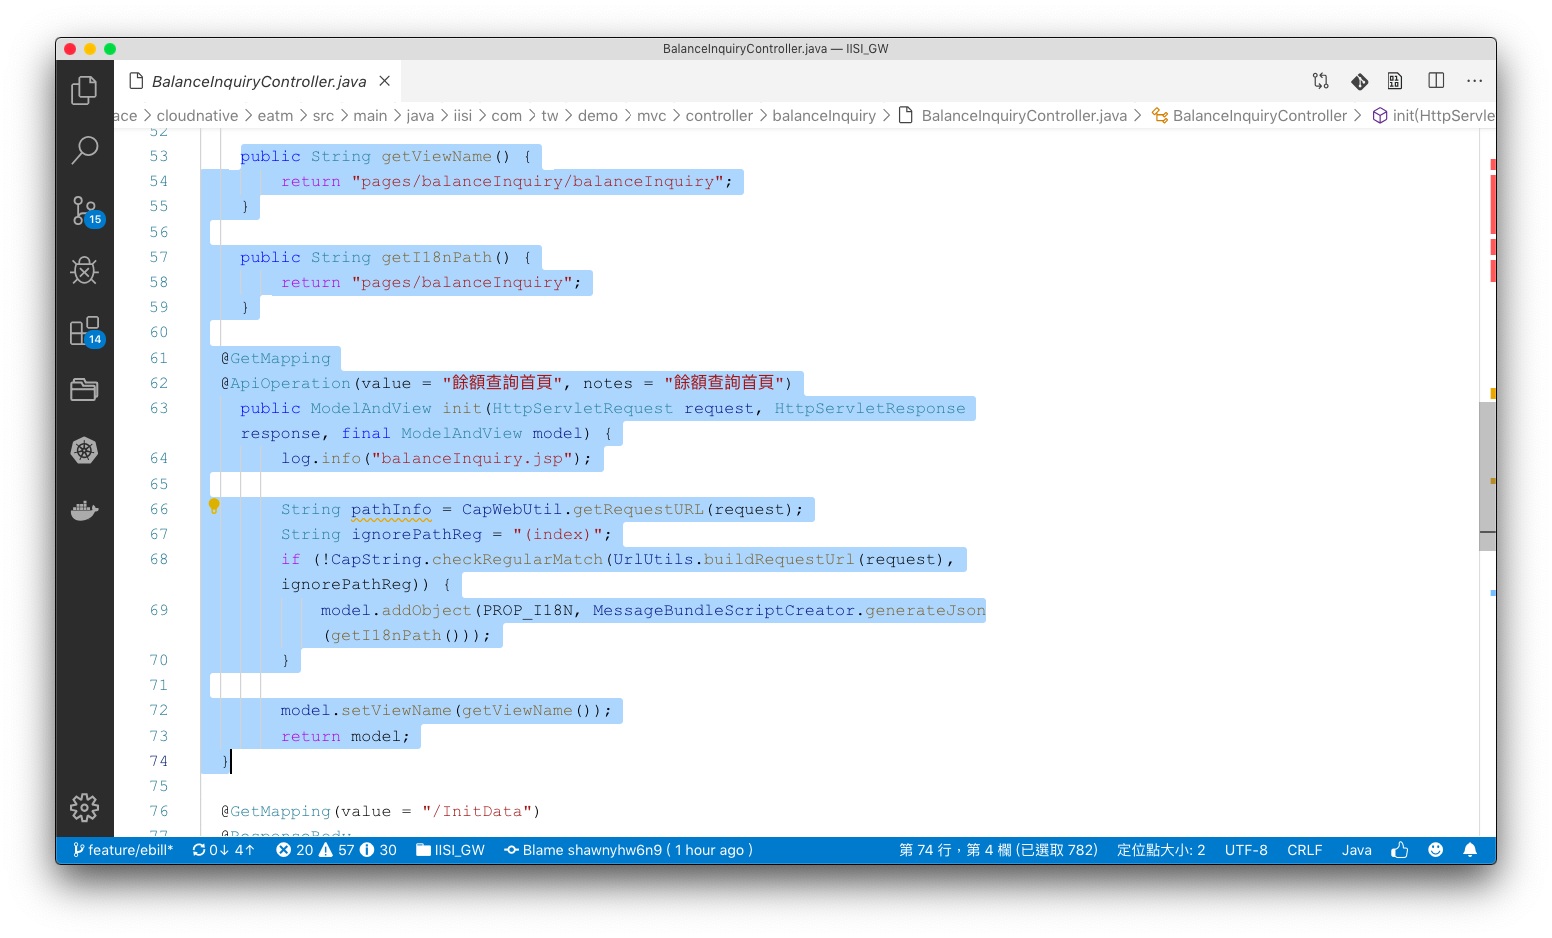 BalanceInquiryController.java — IISI_GW
BalanceInquiryController.java
ace > cloudnative > eatm > src > main > java > iisi > com > tw > demo > mvc > controller > balanceInquiry > BalanceInquiryController.java > BalanceInquiryController > init(HttpServle
52
53 public String getViewName() {
54 return "pages/balanceInquiry/balanceInquiry";
55 }
56
57 public String getI18nPath() {
58 return "pages/balanceInquiry";
59 }
60
61 @GetMapping
62 @ApiOperation(value = "餘額查詢首頁", notes = "餘額查詢首頁")
63 public ModelAndView init(HttpServletRequest request, HttpServletResponse
response, final ModelAndView model) {
64 log.info("balanceInquiry.jsp");
65
66 String pathInfo = CapWebUtil.getRequestURL(request);
67 String ignorePathReg = "(index)";
68 if (!CapString.checkRegularMatch(UrlUtils.buildRequestUrl(request),
ignorePathReg)) {
69 model.addObject(PROP_I18N, MessageBundleScriptCreator.generateJson
(getI18nPath()));
70 }
71
72 model.setViewName(getViewName());
73 return model;
74 }
75
76 @GetMapping(value = "/InitData")
77 @ResponseBody
15
14
feature/ebill* 0↓ 4↑ 20 57 30 IISI_GW Blame shawnyhw6n9 ( 1 hour ago ) 第 74 行，第 4 欄 (已選取 782) 定位點大小: 2 UTF-8 CRLF Java